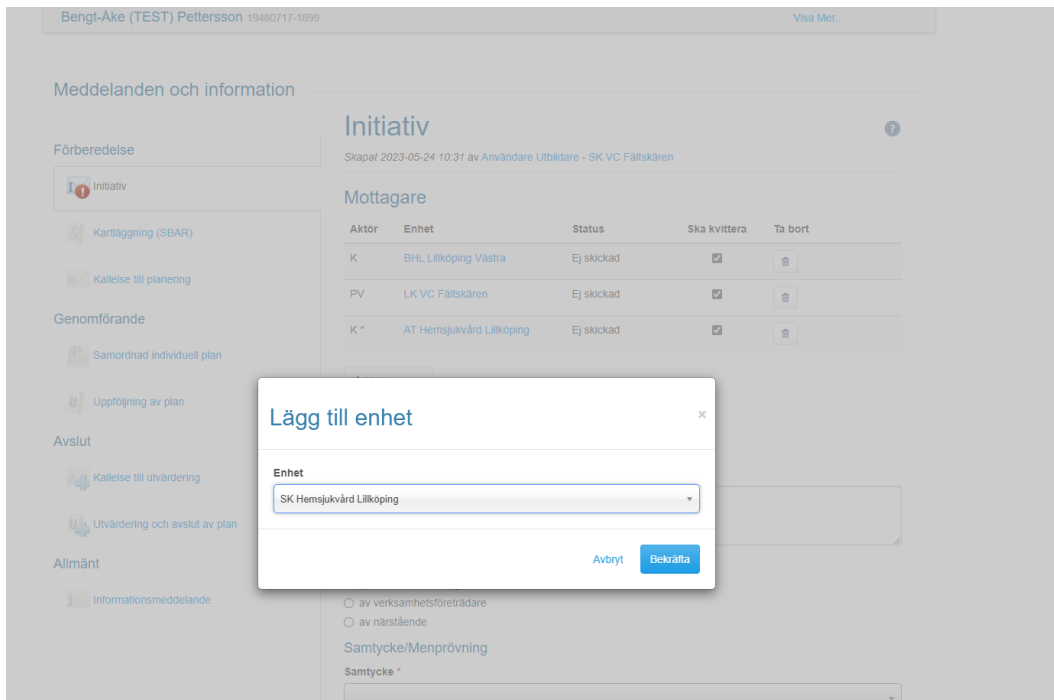 Bengt-Åke (TEST) Pettersson 19480717-1899 Visa Mer...
Meddelanden och information
Förberedelse
Initiativ
Kartläggning (SBAR)
Kallelse till planering
Genomförande
Samordnad individuell plan
Uppföljning av plan
Avslut
Kallelse till utvärdering
Utvärdering och avslut av plan
Allmänt
Informationsmeddelande
Initiativ
Skapat 2023-05-24 10:31 av Användare Utbildare - SK VC Fältskären
Mottagare
Aktör Enhet Status Ska kvittera Ta bort
K BHL Lillköping Västra Ej skickad
PV LK VC Fältskären Ej skickad
K * AT Hemsjukvård Lillköping Ej skickad
Lägg till enhet ×
Enhet
SK Hemsjukvård Lillköping
Avbryt Bekräfta
av verksamhetsföreträdare
av närstående
Samtycke/Menprövning
Samtycke *